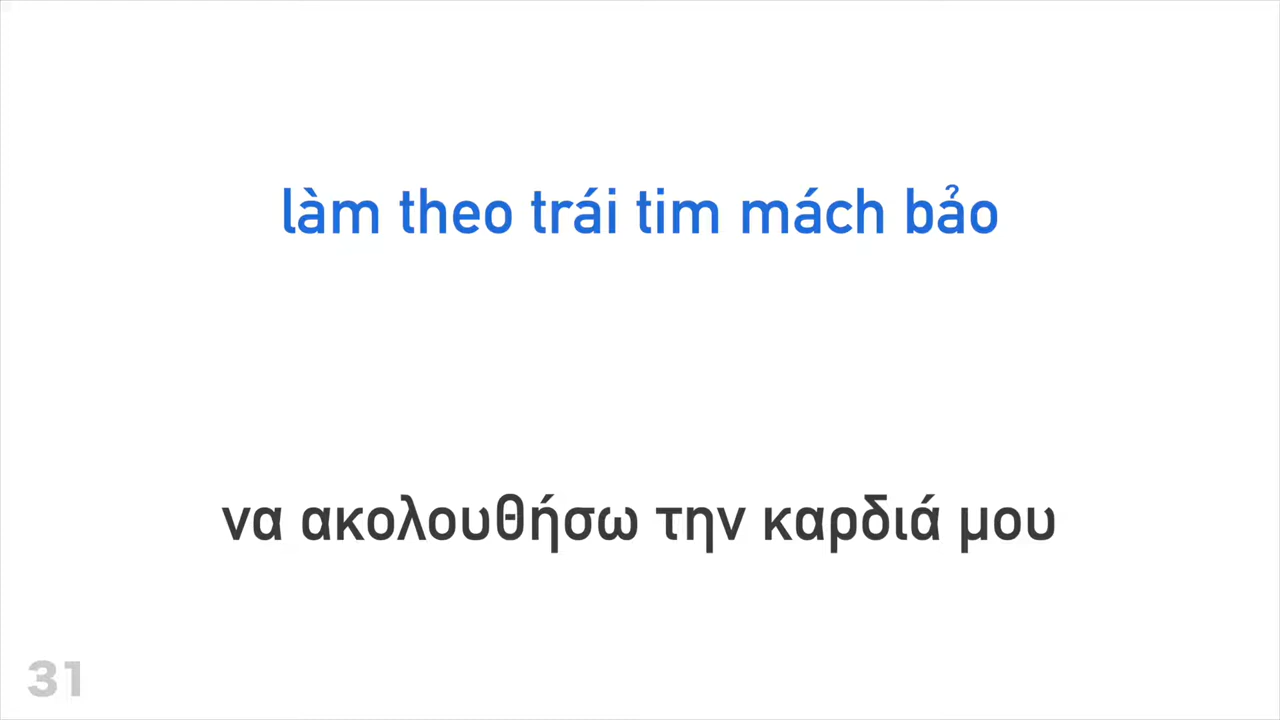 làm theo trái tim mách bảo
να ακολουθήσω την καρδιά μου
31